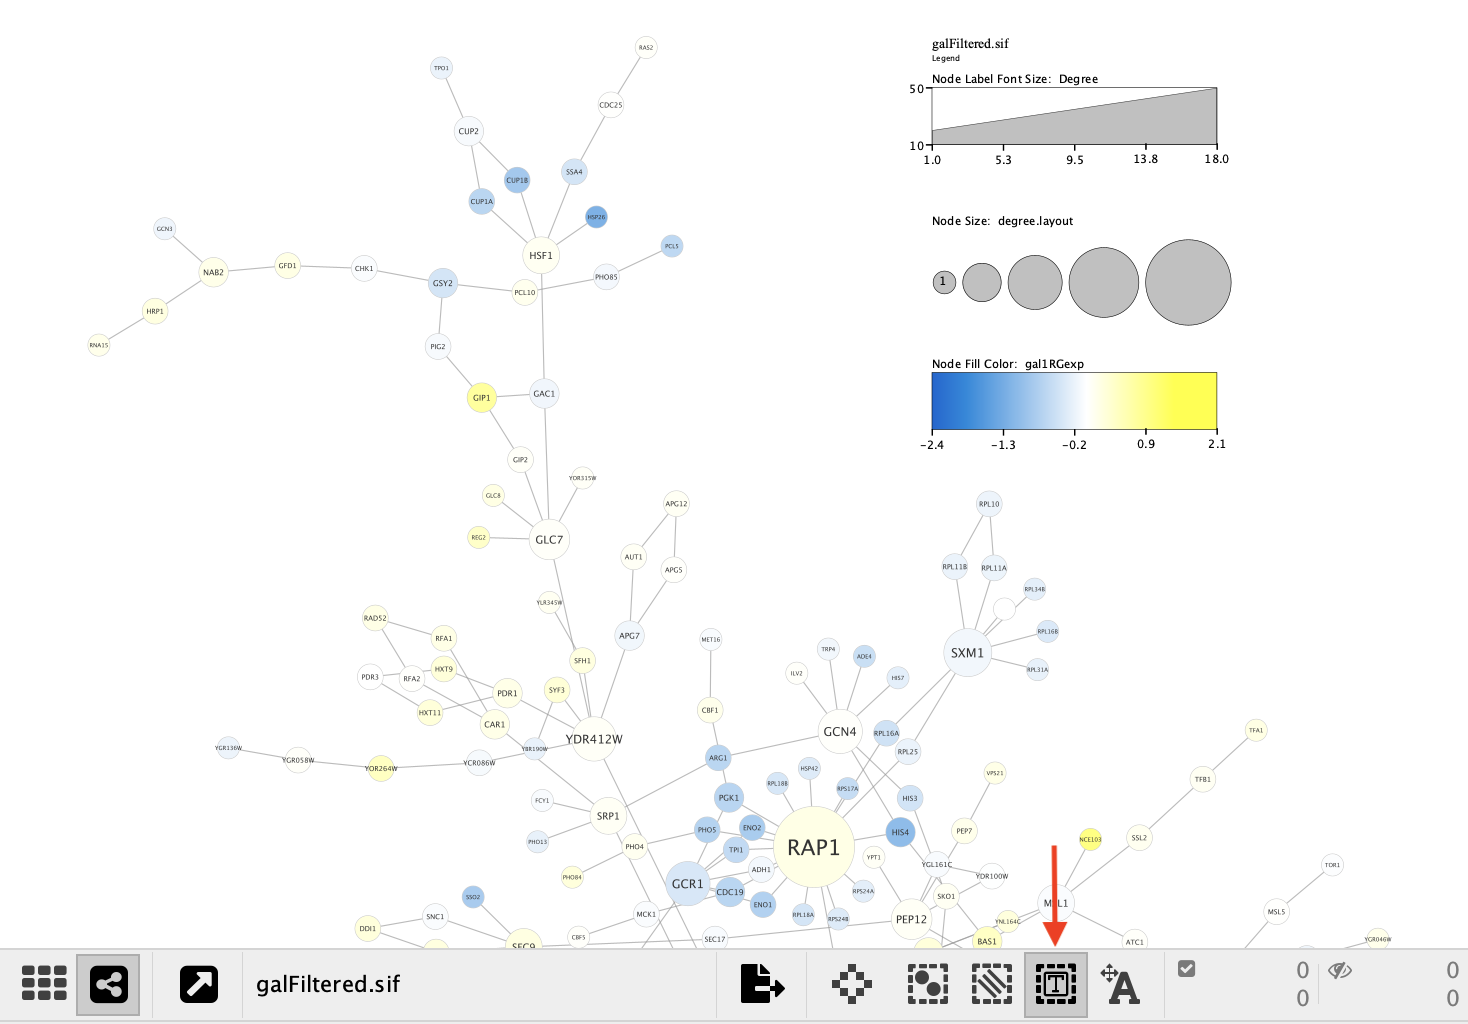 RAS2
TPO1
CDC25
CUP2
SSA4
CUP1B
CUP1A
HSP26
GCN3
PCL5
HSF1
NAB2
GFD1
CHK1
PHO85
GSY2
PCL10
HRP1
RNA15
PIG2
GIP1
GAC1
GIP2
YOR315W
GLC8
APG12
REG2
GLC7
AUT1
APG5
YLR345W
RAD52
RFA1
APG7
MET16
SFH1
PDR3
RFA2
HXT9
PDR1
SYF3
HXT11
CAR1
CBF1
YDR412W
YGR136W
YGR058W
YOR264W
YCR086W
YBR190W
ARG1
galFiltered.sif
Legend
Node Label Font Size: Degree
50
10
1.0 5.3 9.5 13.8 18.0
Node Size: degree.layout
1
Node Fill Color: gal1RGexp
-2.4 -1.3 -0.2 0.9 2.1
RPL10
RPL11B
RPL11A
RPL34B
RPL16B
SXM1
RPL31A
TRP4
ADE4
ILV2
HIS7
GCN4
RPL16A
RPL25
TFA1
HSP42
RPL18B
RPS17A
VPS21
TFB1
FCY1
PGK1
HIS3
SRP1
PHO5
ENO2
HIS4
PEP7
NCE103
SSL2
PHO13
PHO4
TPI1
RAP1
YPT1
YGL161C
TOR1
PHO84
GCR1
ADH1
YDR100W
CDC19
RPS24A
SSO2
ENO1
SKO1
MSL1
SNC1
MCK1
RPL18A
RPS24B
PEP12
YNL164C
MSL5
DDI1
CBF5
SEC17
BAS1
ATC1
YGR046W
SEC9
galFiltered.sif
T
A
0
0
0
0